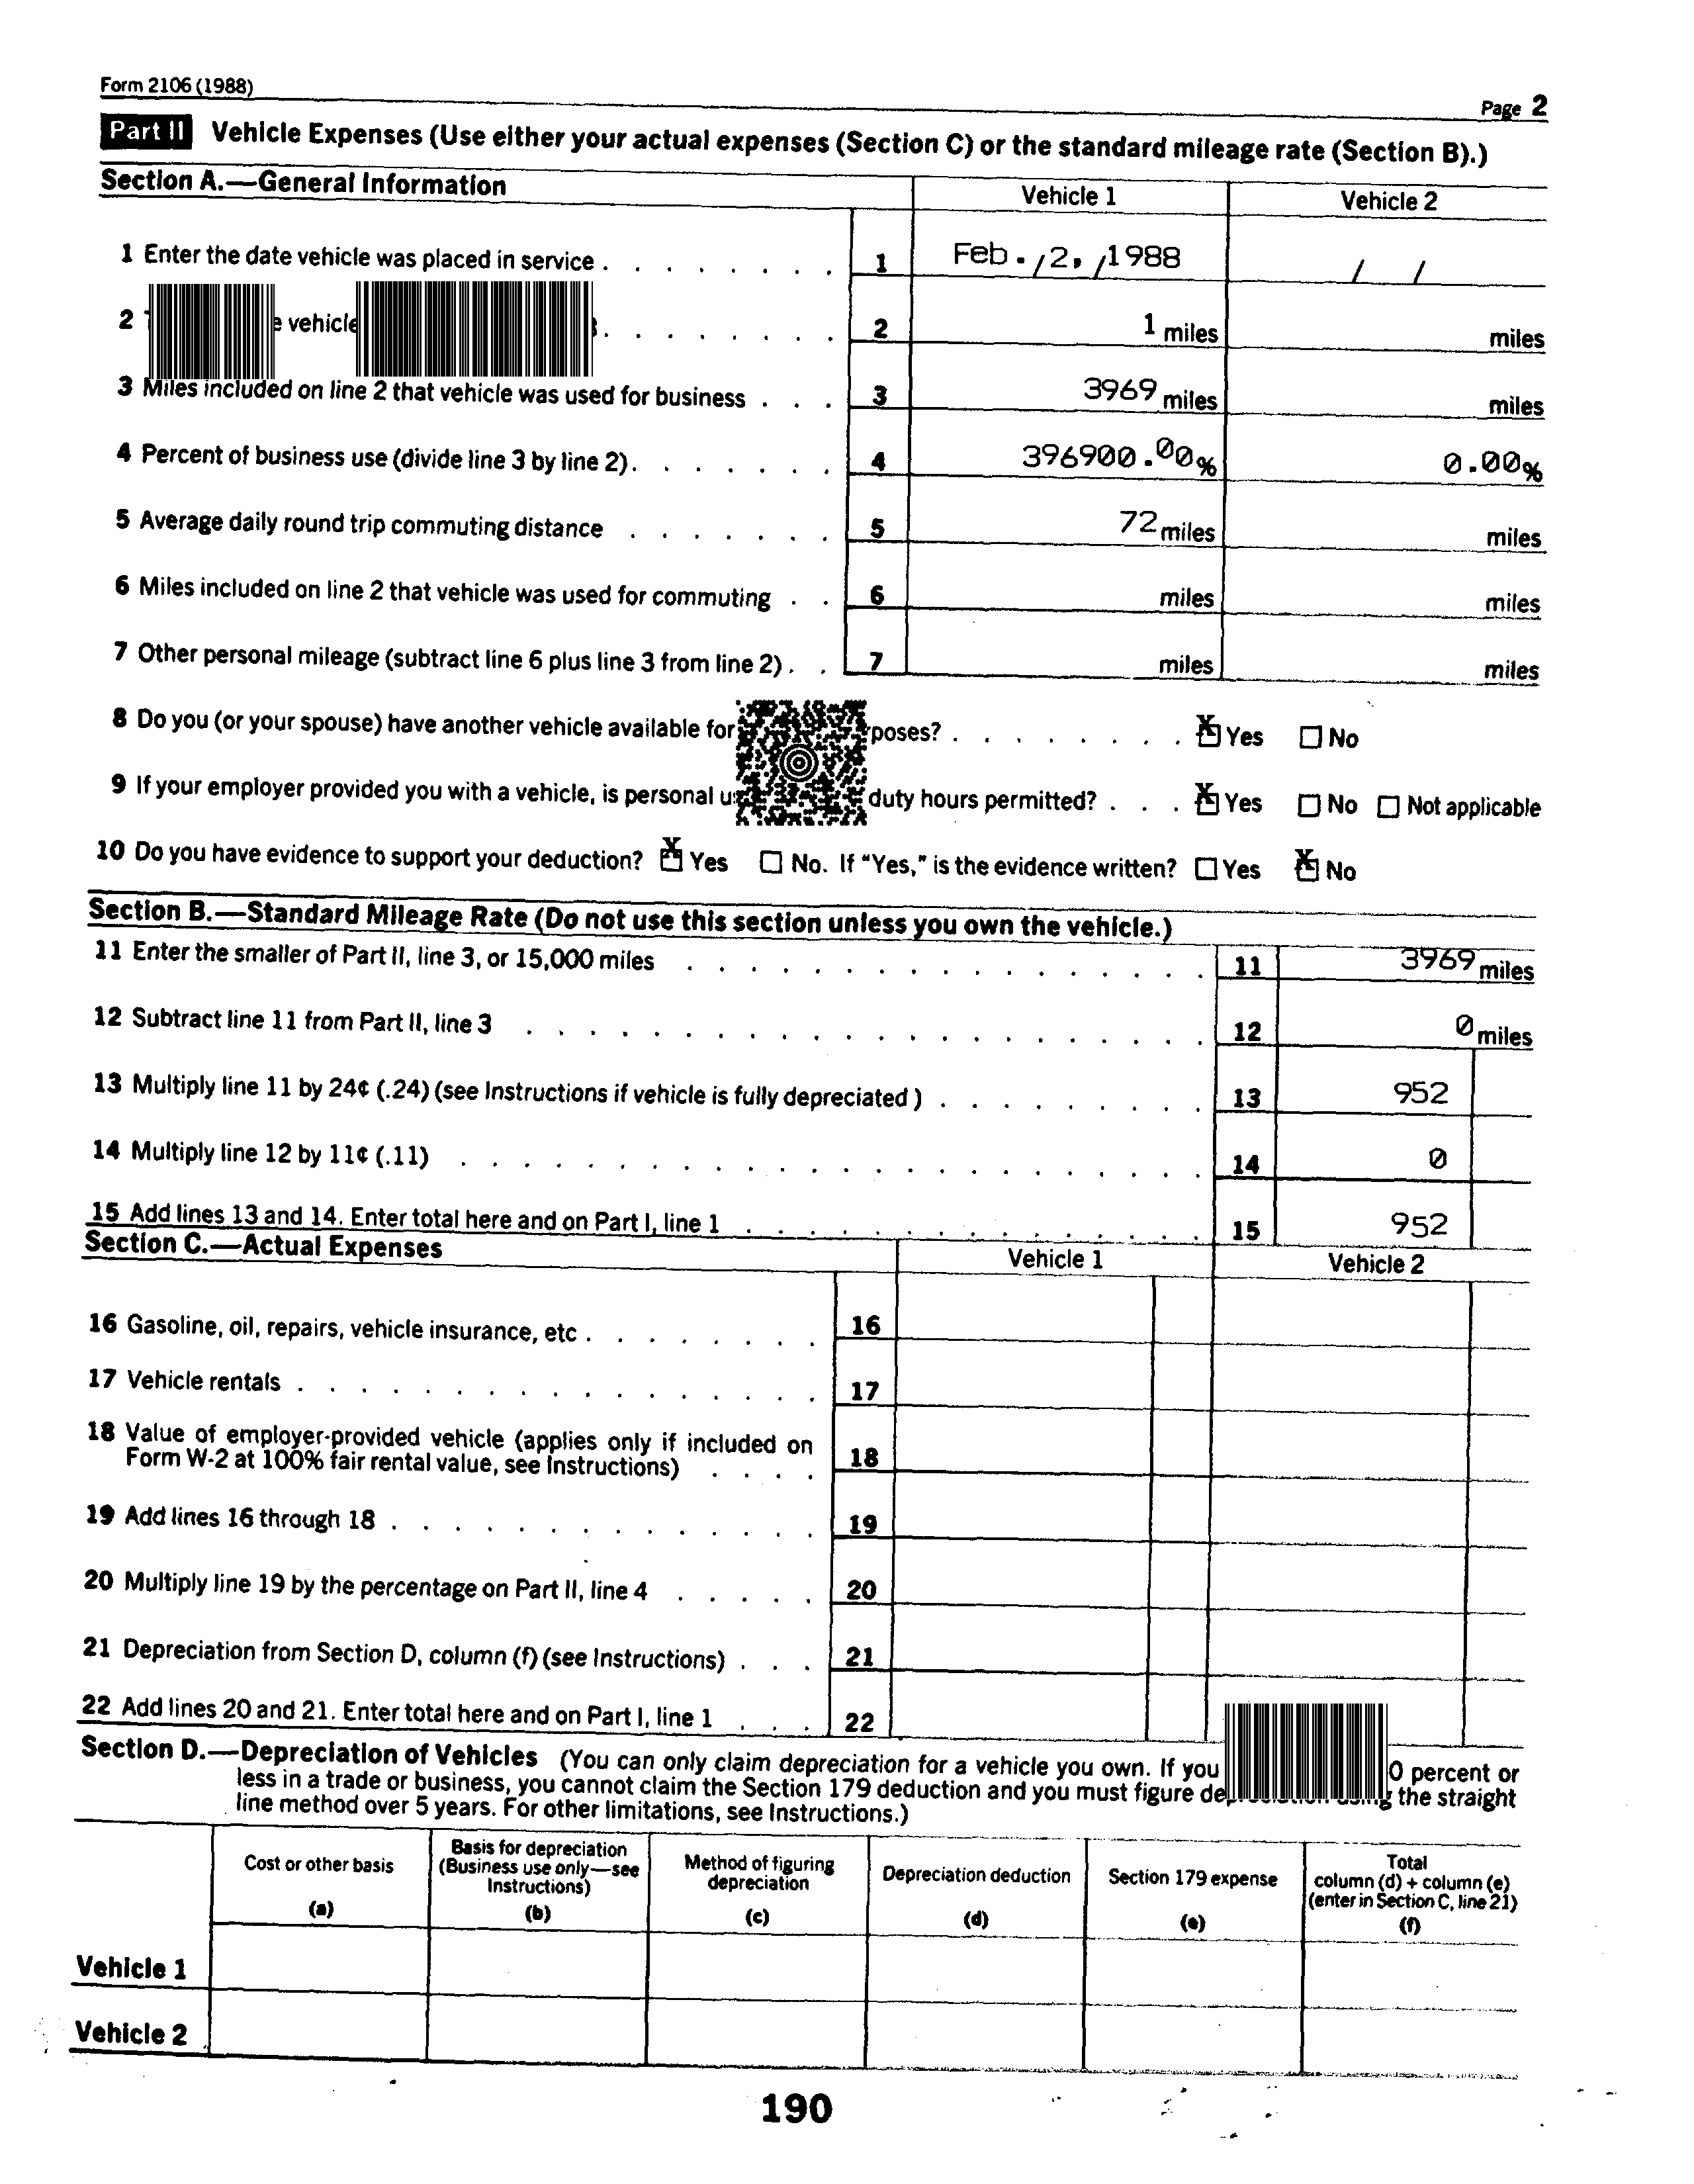 Form 2106 (1988)
Page 2
Part II Vehicle Expenses (Use either your actual expenses (Section C) or the standard mileage rate (Section B).)
Section A.—General Information
Vehicle 1 Vehicle 2
1 Enter the date vehicle was placed in service . . . . . . . . 1 Feb. /2, /1988 / /
2 vehicle . . . . . . . . 2 1 miles miles
3 Miles included on line 2 that vehicle was used for business . . . 3 3969 miles miles
4 Percent of business use (divide line 3 by line 2) . . . . . . . 4 396900.00% 0.00%
5 Average daily round trip commuting distance . . . . . . . 5 72 miles miles
6 Miles included on line 2 that vehicle was used for commuting . . 6 miles miles
7 Other personal mileage (subtract line 6 plus line 3 from line 2) . . 7 miles miles
8 Do you (or your spouse) have another vehicle available for poses? . . . . . . . . X Yes No
9 If your employer provided you with a vehicle, is personal duty hours permitted? . . . X Yes No Not applicable
10 Do you have evidence to support your deduction? X Yes No. If "Yes," is the evidence written? Yes X No
Section B.—Standard Mileage Rate (Do not use this section unless you own the vehicle.)
11 Enter the smaller of Part II, line 3, or 15,000 miles . . . . . . . . . . . . . . . . . 11 3969 miles
12 Subtract line 11 from Part II, line 3 . . . . . . . . . . . . . . . . . . . . . . 12 0 miles
13 Multiply line 11 by 24¢ (.24) (see Instructions if vehicle is fully depreciated ) . . . . . . . . . 13 952
14 Multiply line 12 by 11¢ (.11) . . . . . . . . . . . . . . . . . . . . . . . . 14 0
15 Add lines 13 and 14. Enter total here and on Part I, line 1 . . . . . . . . . . . . . . . 15 952
Section C.—Actual Expenses
Vehicle 1 Vehicle 2
16 Gasoline, oil, repairs, vehicle insurance, etc . . . . . . . . 16
17 Vehicle rentals . . . . . . . . . . . . . . . . . 17
18 Value of employer-provided vehicle (applies only if included on
Form W-2 at 100% fair rental value, see Instructions) . . . . 18
19 Add lines 16 through 18 . . . . . . . . . . . . . . 19
20 Multiply line 19 by the percentage on Part II, line 4 . . . . . 20
21 Depreciation from Section D, column (f) (see Instructions) . . . 21
22 Add lines 20 and 21. Enter total here and on Part I, line 1 . . . 22
Section D.—Depreciation of Vehicles (You can only claim depreciation for a vehicle you own. If you percent or
less in a trade or business, you cannot claim the Section 179 deduction and you must figure the straight
line method over 5 years. For other limitations, see Instructions.)
Cost or other basis
(a)
Basis for depreciation
(Business use only—see
Instructions)
(b)
Method of figuring
depreciation
(c)
Depreciation deduction
(d)
Section 179 expense
(e)
Total
column (d) + column (e)
(enter in Section C, line 21)
(f)
Vehicle 1
Vehicle 2
190